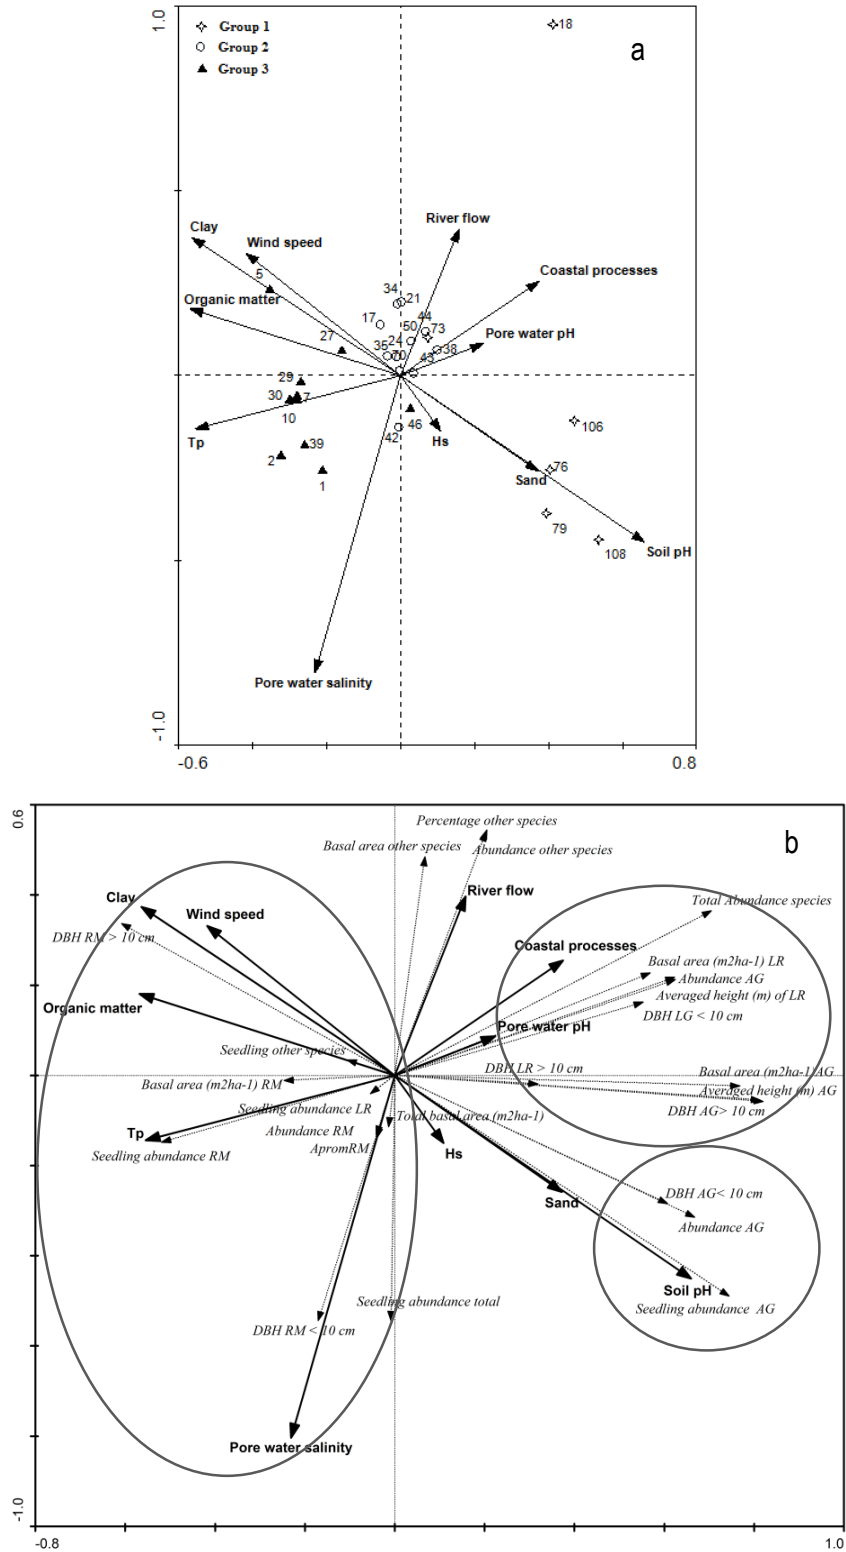 1.0
Group 1
Group 2
Group 3
a
18
River flow
Clay
Wind speed
Coastal processes
5
Organic matter
34
21
17
44
73
50
27
24
Pore water pH
35
70
43
38
29
30
7
10
46
106
42
Hs
Tp
39
2
76
1
Sand
79
108
Soil pH
Pore water salinity
-1.0
-0.6
0.8
0.6
Percentage other species
b
Basal area other species
Abundance other species
River flow
Clay
Total Abundance species
Wind speed
DBH RM > 10 cm
Coastal processes
Basal area (m2ha-1) LR
Abundance AG
Averaged height (m) of LR
Organic matter
DBH LG < 10 cm
Pore water pH
Seedling other species
DBH LR > 10 cm
Basal area (m2ha-1)AG
Basal area (m2ha-1) RM
Averaged height (m) AG
Seedling abundance LR
DBH AG> 10 cm
Total basal area (m2ha-1)
Abundance RM
Tp
ApromRM
Hs
Seedling abundance RM
DBH AG< 10 cm
Sand
Abundance AG
Soil pH
Seedling abundance total
Seedling abundance AG
DBH RM < 10 cm
Pore water salinity
-1.0
-0.8
1.0